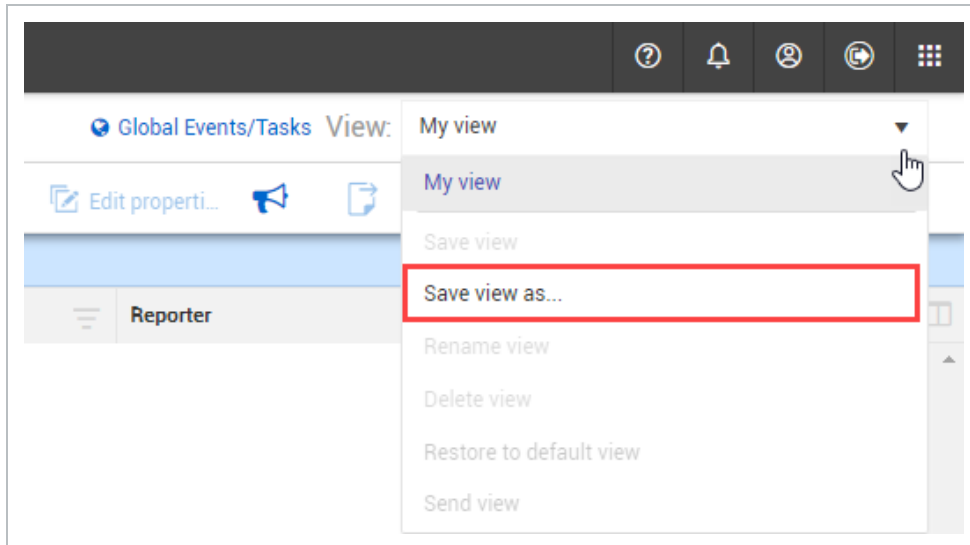 Global Events/Tasks View: My view
Edit properti...
My view
Save view
Save view as...
Reporter
Rename view
Delete view
Restore to default view
Send view